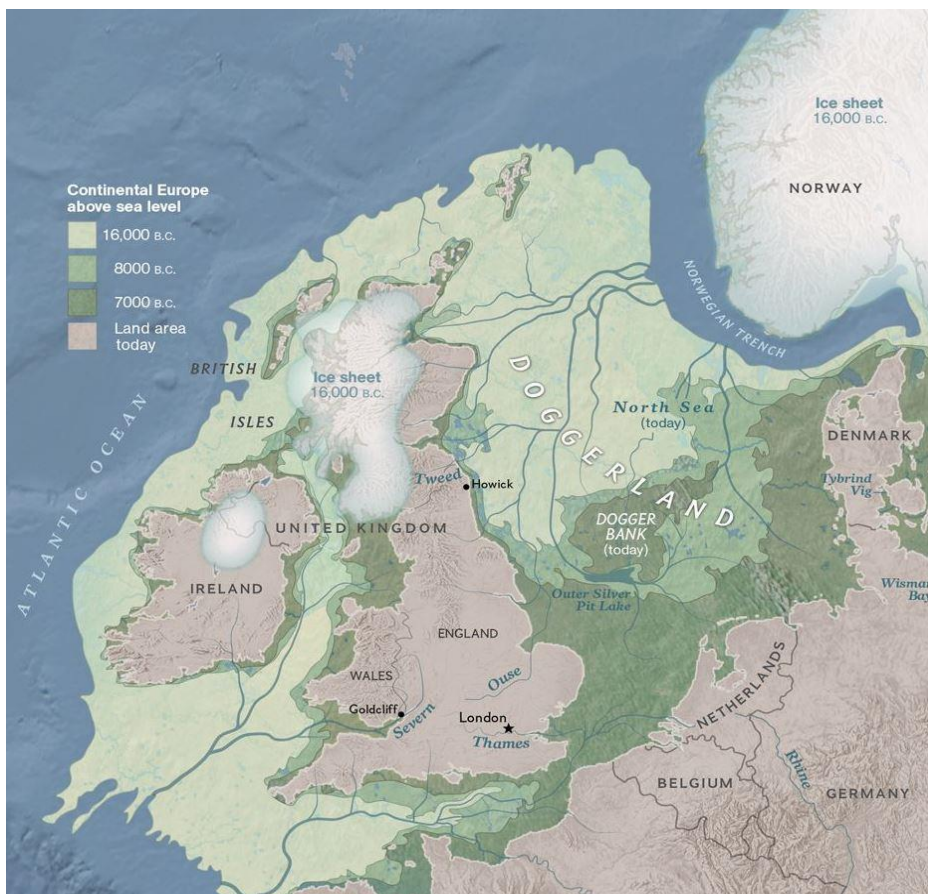 Ice sheet
16,000 B.C.
NORWAY
Continental Europe
above sea level
16,000 B.C.
8000 B.C.
7000 B.C.
Land area
today
NORWEGIAN TRENCH
BRITISH
ISLES
Ice sheet
16,000 B.C.
ATLANTIC OCEAN
DOGGERLAND
North Sea
(today)
DENMARK
Tybrind
Vig
Tweed
Howick
DOGGER
BANK
(today)
UNITED KINGDOM
IRELAND
Outer Silver
Pit Lake
Wismar
Bay
ENGLAND
WALES
Ouse
NETHERLANDS
Goldcliff
Severn
London
Thames
BELGIUM
Rhine
GERMANY